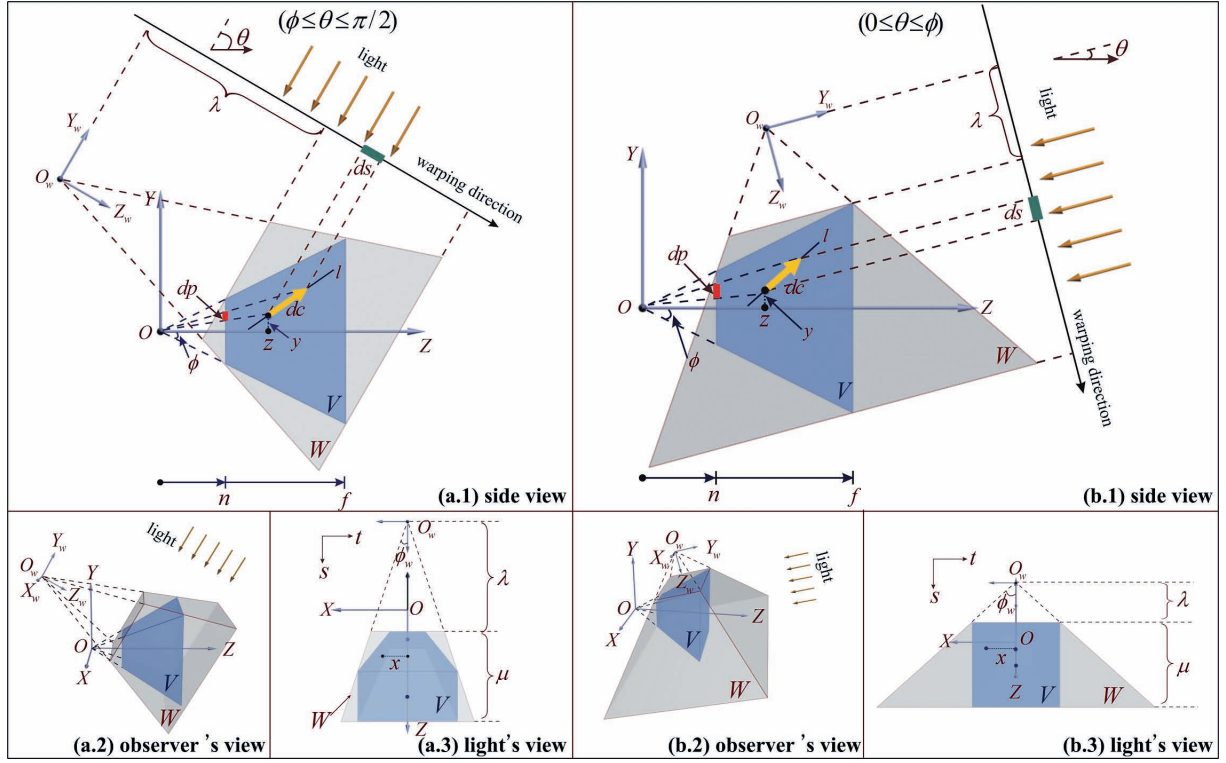 (ϕ≤θ≤π/2)
θ
light
λ
Y_w
O_w
Z_w
ds
warping direction
Y
dp
l
dc
O
z
y
Z
ϕ
V
W
n
f
(a.1) side view
(0≤θ≤ϕ)
θ
light
Y_w
O_w
λ
Y
Z_w
ds
dp
l
dc
O
z
y
Z
ϕ
W
V
warping direction
n
f
(b.1) side view
light
Y_w
O_w
Y
X_w
Z_w
O
Z
X
V
W
(a.2) observer 's view
t
s
O_w
ϕ_w
λ
X
O
x
μ
W
V
Z
(a.3) light's view
Y
O_w
X_w
Y_w
light
Z_w
O
X
V
Z
W
(b.2) observer 's view
t
s
O_w
ϕ_w
λ
X
O
x
μ
Z
W
V
W
(b.3) light's view